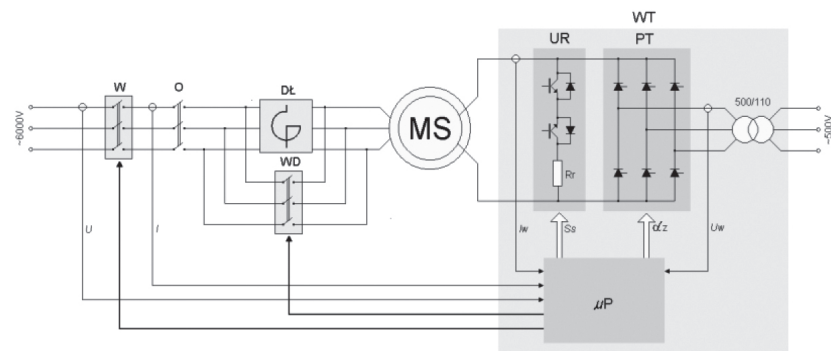 WT
UR
PT
W
O
DŁ
~6000V
MS
500/110
~500V
WD
Rr
U
I
Iw
Ss
αz
Uw
μP